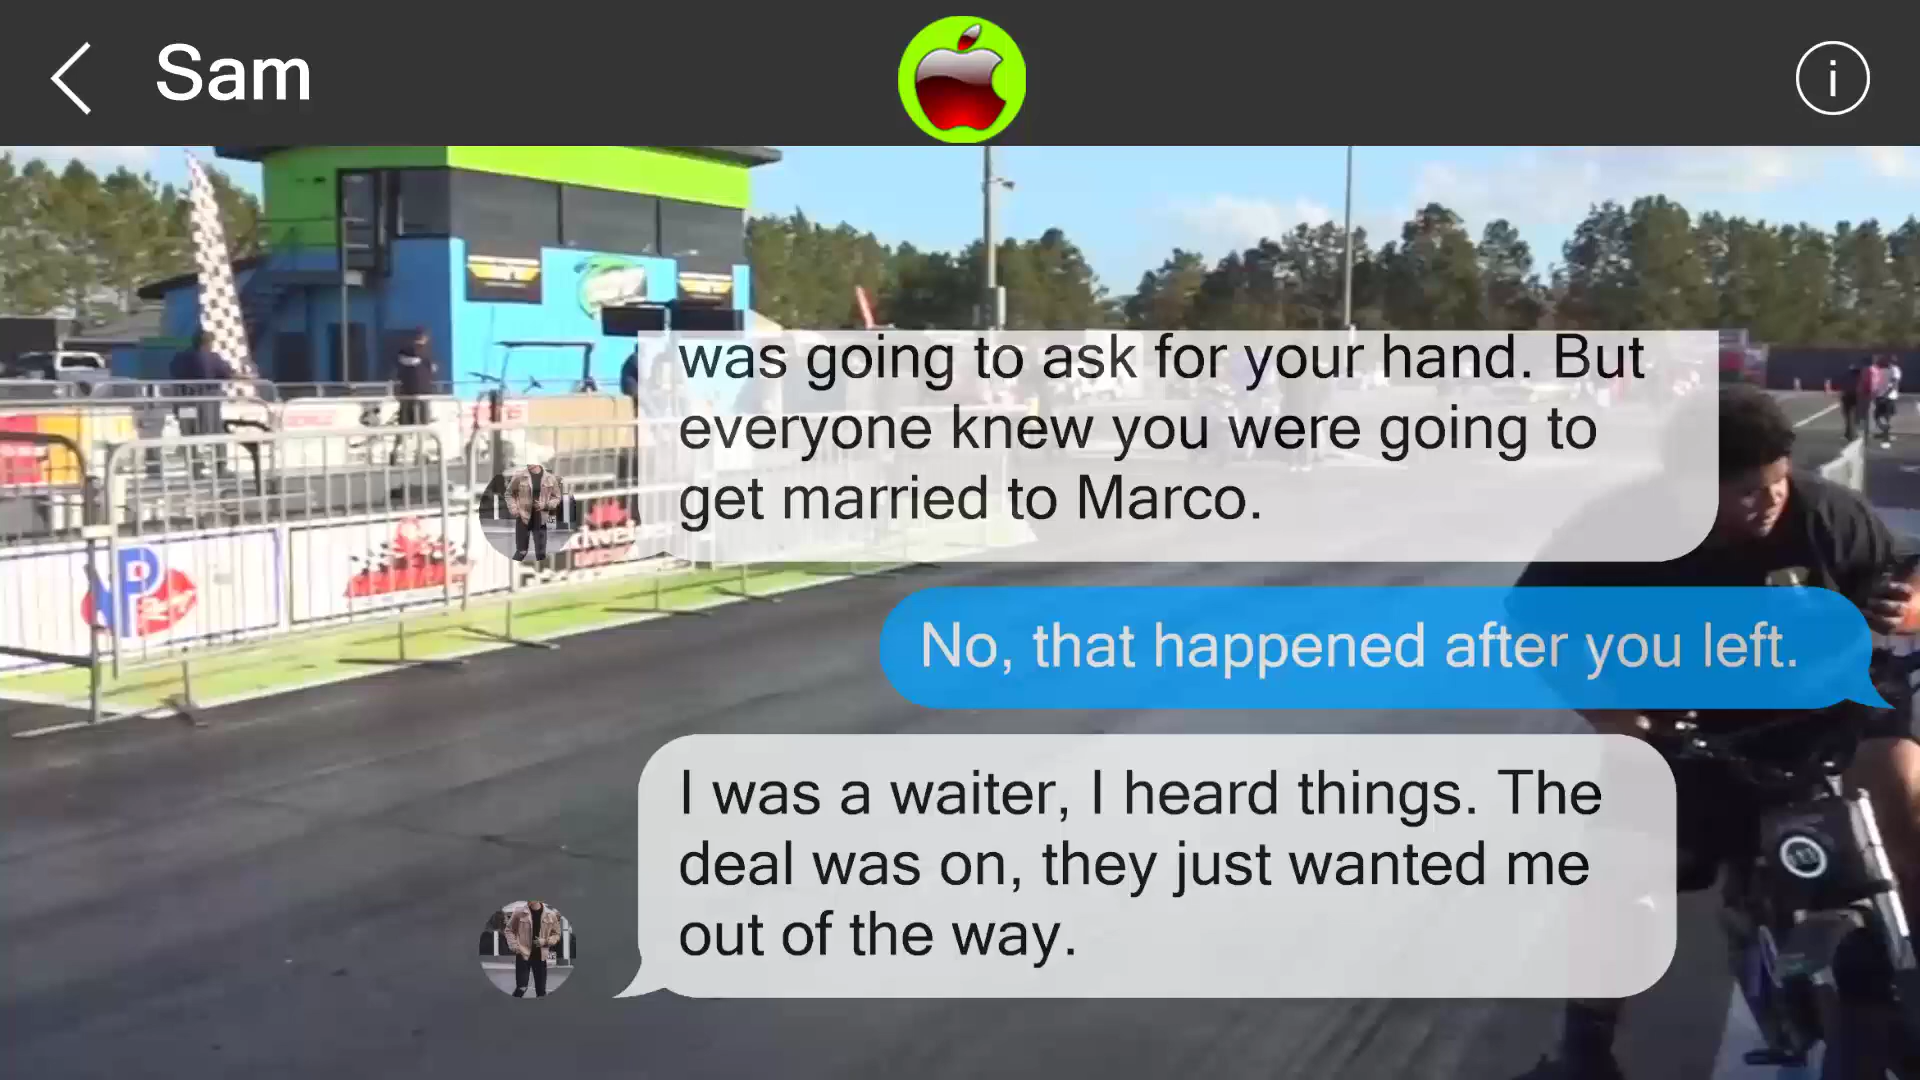 Sam
i
was going to ask for your hand. But
everyone knew you were going to
get married to Marco.
No, that happened after you left.
I was a waiter, I heard things. The
deal was on, they just wanted me
out of the way.